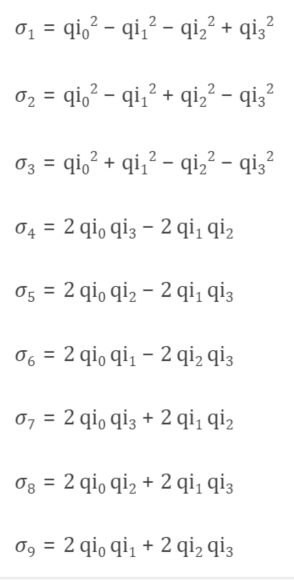 σ₁ = qi₀² − qi₁² − qi₂² + qi₃²
σ₂ = qi₀² − qi₁² + qi₂² − qi₃²
σ₃ = qi₀² + qi₁² − qi₂² − qi₃²
σ₄ = 2 qi₀ qi₃ − 2 qi₁ qi₂
σ₅ = 2 qi₀ qi₂ − 2 qi₁ qi₃
σ₆ = 2 qi₀ qi₁ − 2 qi₂ qi₃
σ₇ = 2 qi₀ qi₃ + 2 qi₁ qi₂
σ₈ = 2 qi₀ qi₂ + 2 qi₁ qi₃
σ₉ = 2 qi₀ qi₁ + 2 qi₂ qi₃